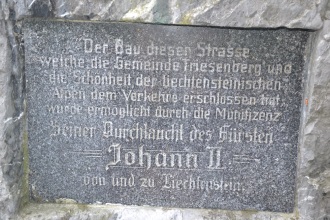 Der Bau dieser Strasse
welche die Gemeinde Triesenberg und
die Schönheit der Liechtensteinischen
Alpen dem Verkehre erschlossen hat,
wurde ermöglicht durch die Munifizenz
Seiner Durchlaucht des Fürsten
Johann II.
von und zu Liechtenstein.